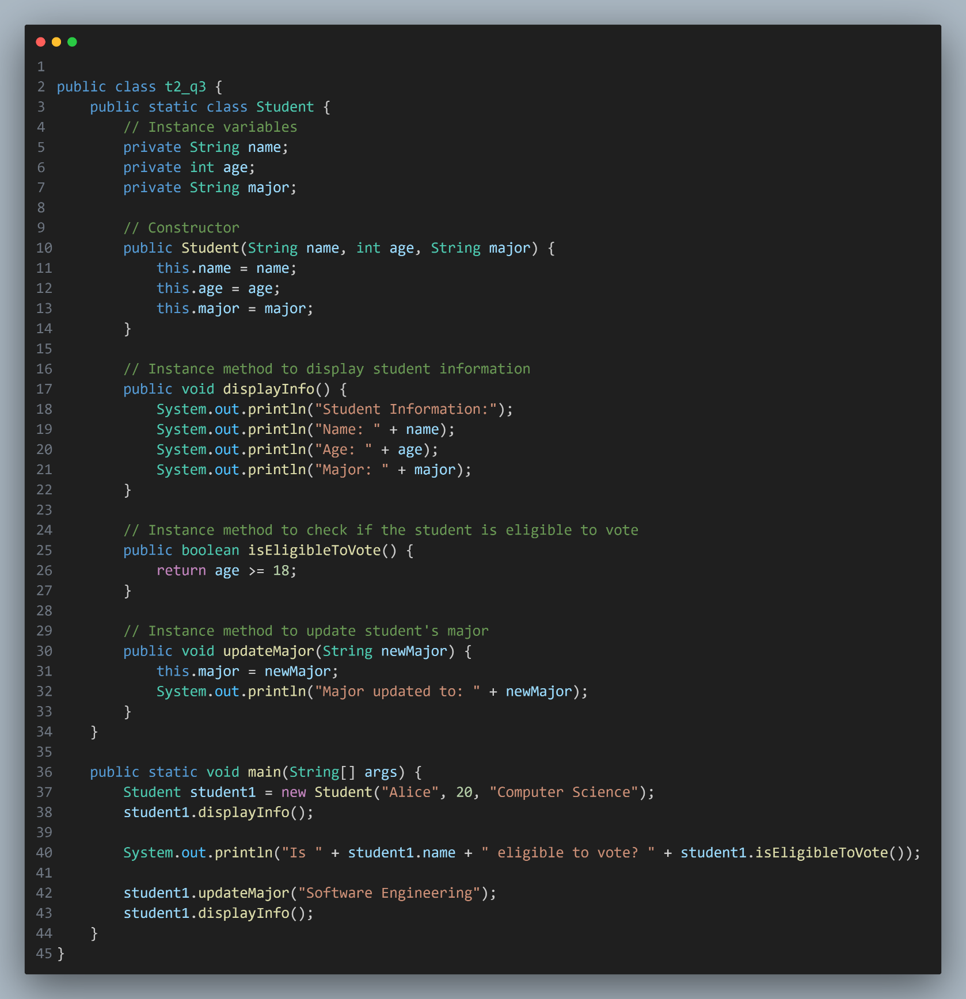 1
2 public class t2_q3 {
3     public static class Student {
4         // Instance variables
5         private String name;
6         private int age;
7         private String major;
8
9         // Constructor
10         public Student(String name, int age, String major) {
11             this.name = name;
12             this.age = age;
13             this.major = major;
14         }
15
16         // Instance method to display student information
17         public void displayInfo() {
18             System.out.println("Student Information:");
19             System.out.println("Name: " + name);
20             System.out.println("Age: " + age);
21             System.out.println("Major: " + major);
22         }
23
24         // Instance method to check if the student is eligible to vote
25         public boolean isEligibleToVote() {
26             return age >= 18;
27         }
28
29         // Instance method to update student's major
30         public void updateMajor(String newMajor) {
31             this.major = newMajor;
32             System.out.println("Major updated to: " + newMajor);
33         }
34     }
35
36     public static void main(String[] args) {
37         Student student1 = new Student("Alice", 20, "Computer Science");
38         student1.displayInfo();
39
40         System.out.println("Is " + student1.name + " eligible to vote? " + student1.isEligibleToVote());
41
42         student1.updateMajor("Software Engineering");
43         student1.displayInfo();
44     }
45 }